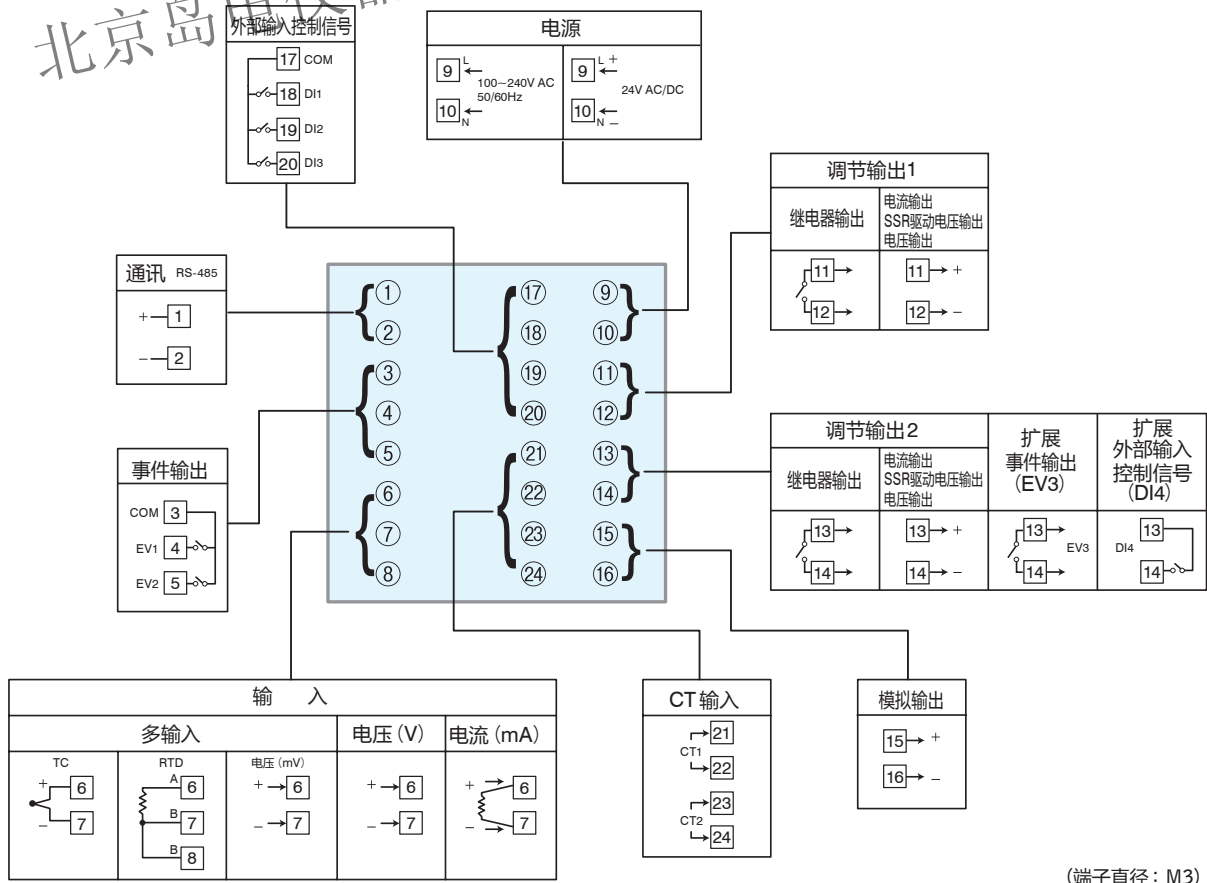 北京岛电仪器
外部输入控制信号
17 COM
18 DI1
19 DI2
20 DI3
电源
9 L
100~240V AC
50/60Hz
10 N
9 L +
24V AC/DC
10 N −
调节输出1
继电器输出
电流输出
SSR驱动电压输出
电压输出
11
12
11 +
12 −
通讯 RS-485
+ 1
− 2
① ② ③ ④ ⑤ ⑥ ⑦ ⑧
⑰ ⑱ ⑲ ⑳ ㉑ ㉒ ㉓ ㉔
⑨ ⑩ ⑪ ⑫ ⑬ ⑭ ⑮ ⑯
事件输出
COM 3
EV1 4
EV2 5
调节输出2
继电器输出
电流输出
SSR驱动电压输出
电压输出
13
14
13 +
14 −
扩展
事件输出
(EV3)
13
EV3
14
扩展
外部输入
控制信号
(DI4)
13
DI4
14
输 入
多输入
电压(V)
电流(mA)
TC
+ 6
− 7
RTD
A 6
B 7
B 8
电压(mV)
+ 6
− 7
+ 6
− 7
+ 6
− 7
CT输入
21
CT1
22
23
CT2
24
模拟输出
15 +
16 −
(端子直径：M3)